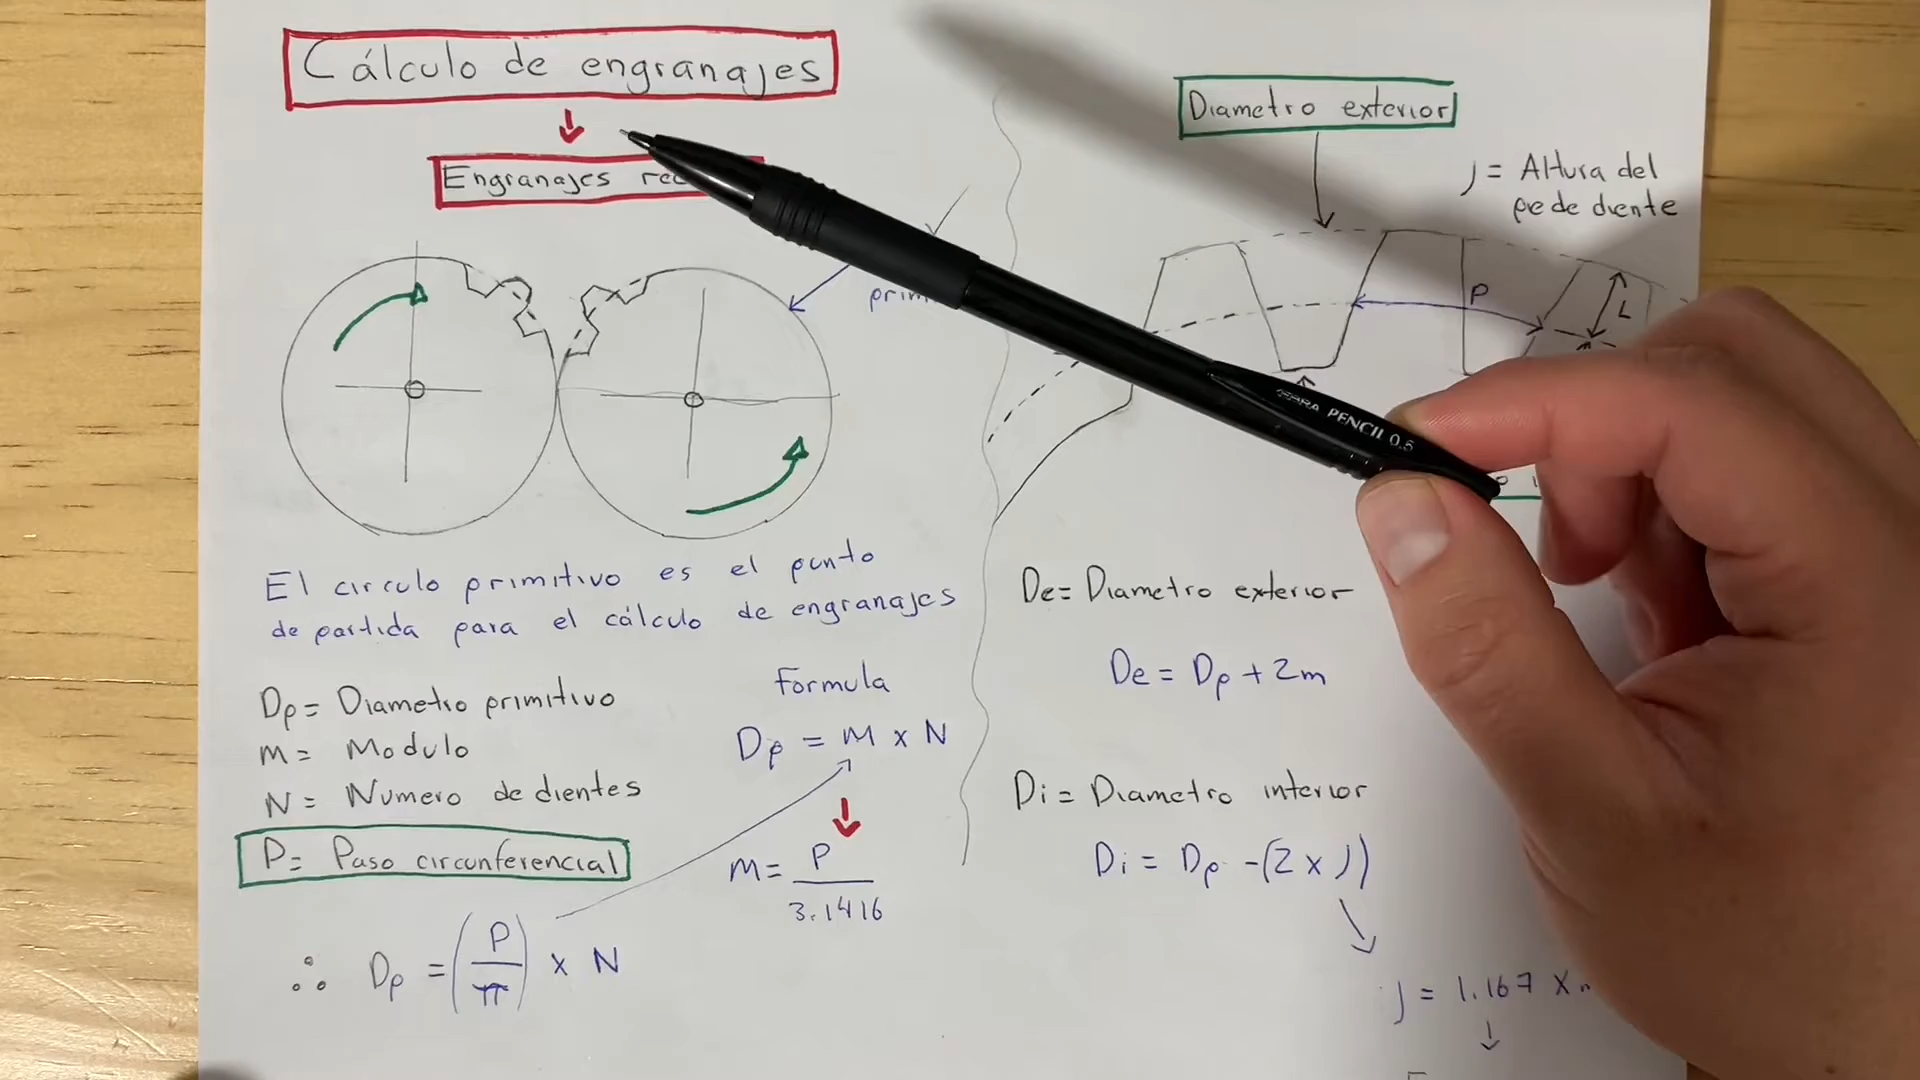 Cálculo de engranajes
Engranajes
El circulo primitivo es el punto
de partida para el cálculo de engranajes
Dp= Diametro primitivo
m= Modulo
N= Numero de dientes
P= Paso circunferencial
∴ Dp = (P/π) x N
Formula
Dp = M x N
m= P
3.1416
Diametro exterior
J= Altura del
pie de diente
P
L
De= Diametro exterior
De= Dp + 2m
Di= Diametro interior
Di= Dp -(2 x J)
J = 1.167 x
ZEBRA PENCIL 0.5